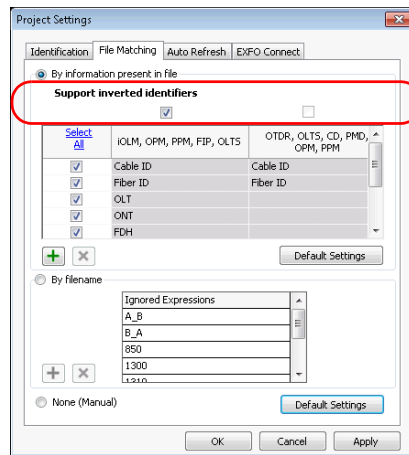 Project Settings
Identification File Matching Auto Refresh EXFO Connect
By information present in file
Support inverted identifiers
Select All iOLM, OPM, PPM, FIP, OLTS OTDR, OLTS, CD, PMD, OPM, PPM
Cable ID Cable ID
Fiber ID Fiber ID
OLT
ONT
FDH
Default Settings
By filename
Ignored Expressions
A_B
B_A
850
1300
1310
None (Manual) Default Settings
OK Cancel Apply